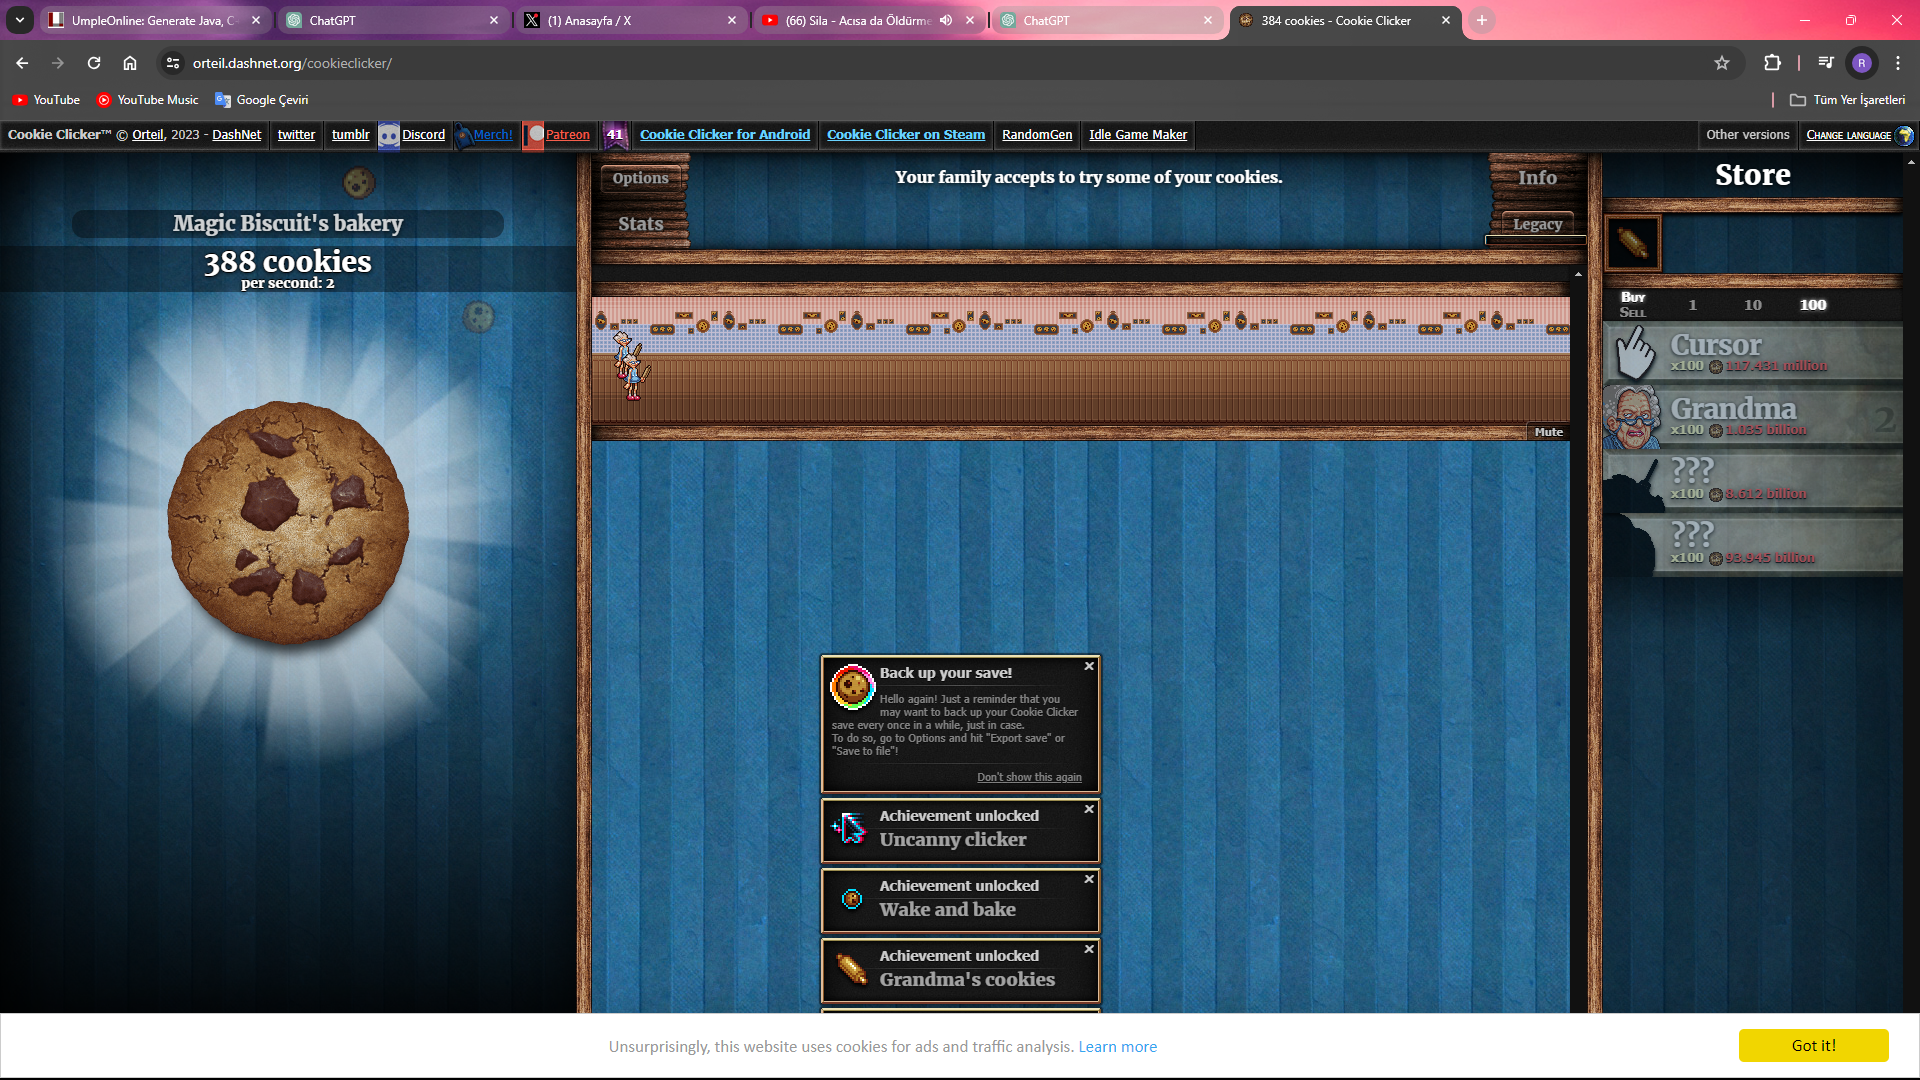 UmpleOnline: Generate Java, C
ChatGPT
(1) Anasayfa / X
(66) Sıla - Acısa da Öldürme
ChatGPT
384 cookies - Cookie Clicker
orteil.dashnet.org/cookieclicker/
R
YouTube
YouTube Music
Google Çeviri
Tüm Yer İşaretleri
Cookie Clicker™ © Orteil, 2023 - DashNet
twitter
tumblr
Discord
Merch!
Patreon
41
Cookie Clicker for Android
Cookie Clicker on Steam
RandomGen
Idle Game Maker
Other versions
Change language
Magic Biscuit's bakery
388 cookies
per second: 2
Options
Stats
Your family accepts to try some of your cookies.
Info
Legacy
Mute
Back up your save!
Hello again! Just a reminder that you
may want to back up your Cookie Clicker
save every once in a while, just in case.
To do so, go to Options and hit "Export save" or
"Save to file"!
Don't show this again
Achievement unlocked
Uncanny clicker
Achievement unlocked
Wake and bake
Achievement unlocked
Grandma's cookies
Store
Buy
Sell
1
10
100
Cursor
x100 117.431 million
Grandma
x100 1.035 billion
2
???
x100 8.612 billion
???
x100 93.945 billion
Unsurprisingly, this website uses cookies for ads and traffic analysis. Learn more
Got it!